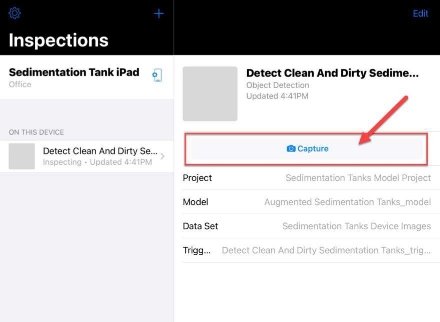 Edit
Inspections
Sedimentation Tank iPad
Office
ON THIS DEVICE
Detect Clean And Dirty Se...
Inspecting - Updated 4:41PM
Detect Clean And Dirty Sedime...
Object Detection
Updated 4:41PM
Capture
Project Sedimentation Tanks Model Project
Model Augmented Sedimentation Tanks_model
Data Set Sedimentation Tanks Device Images
Trigg... Detect Clean And Dirty Sedimentation Tanks_trig...